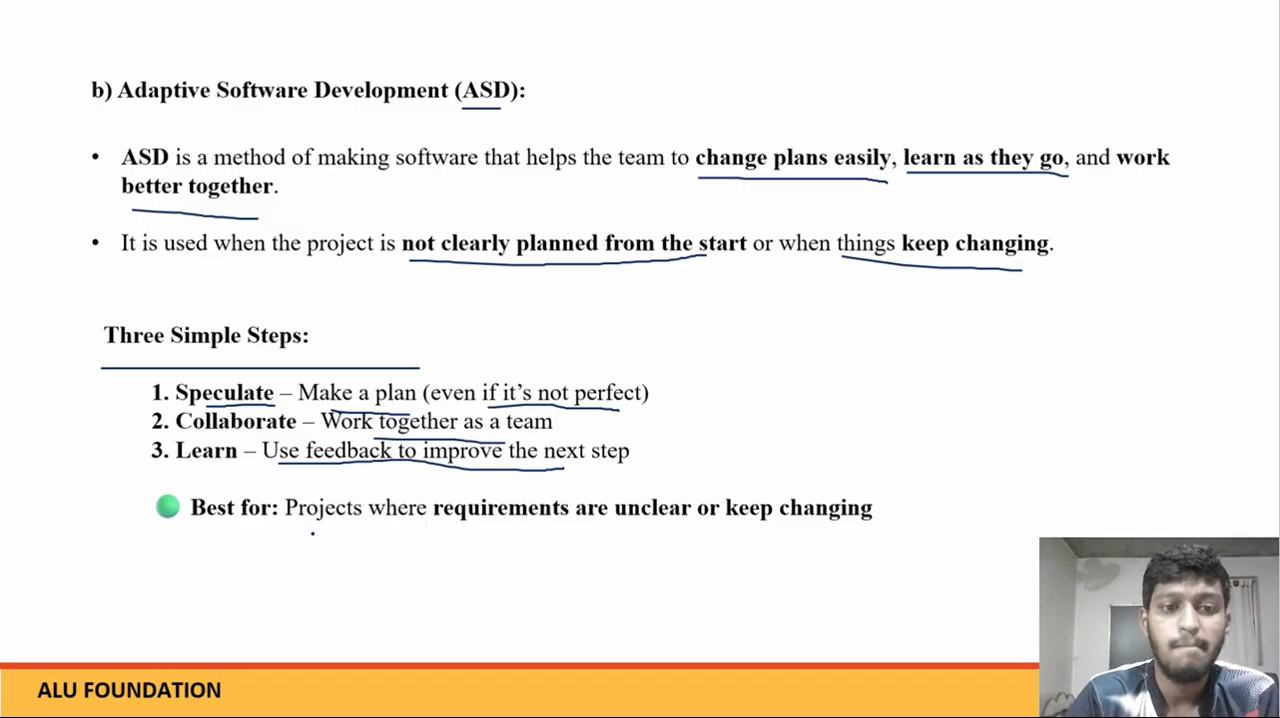 b) Adaptive Software Development (ASD):
• ASD is a method of making software that helps the team to change plans easily, learn as they go, and work
better together.
• It is used when the project is not clearly planned from the start or when things keep changing.
Three Simple Steps:
1. Speculate – Make a plan (even if it’s not perfect)
2. Collaborate – Work together as a team
3. Learn – Use feedback to improve the next step
Best for: Projects where requirements are unclear or keep changing
ALU FOUNDATION